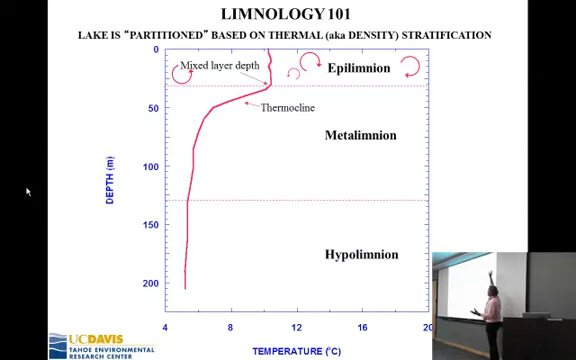 LIMNOLOGY 101
LAKE IS “PARTITIONED” BASED ON THERMAL (AKA DENSITY) STRATIFICATION
0
50
100
150
200
DEPTH (m)
Mixed layer depth
Epilimnion
Thermocline
Metalimnion
Hypolimnion
4 8 12 16 20
TEMPERATURE (°C)
UCDAVIS
TAHOE ENVIRONMENTAL
RESEARCH CENTER